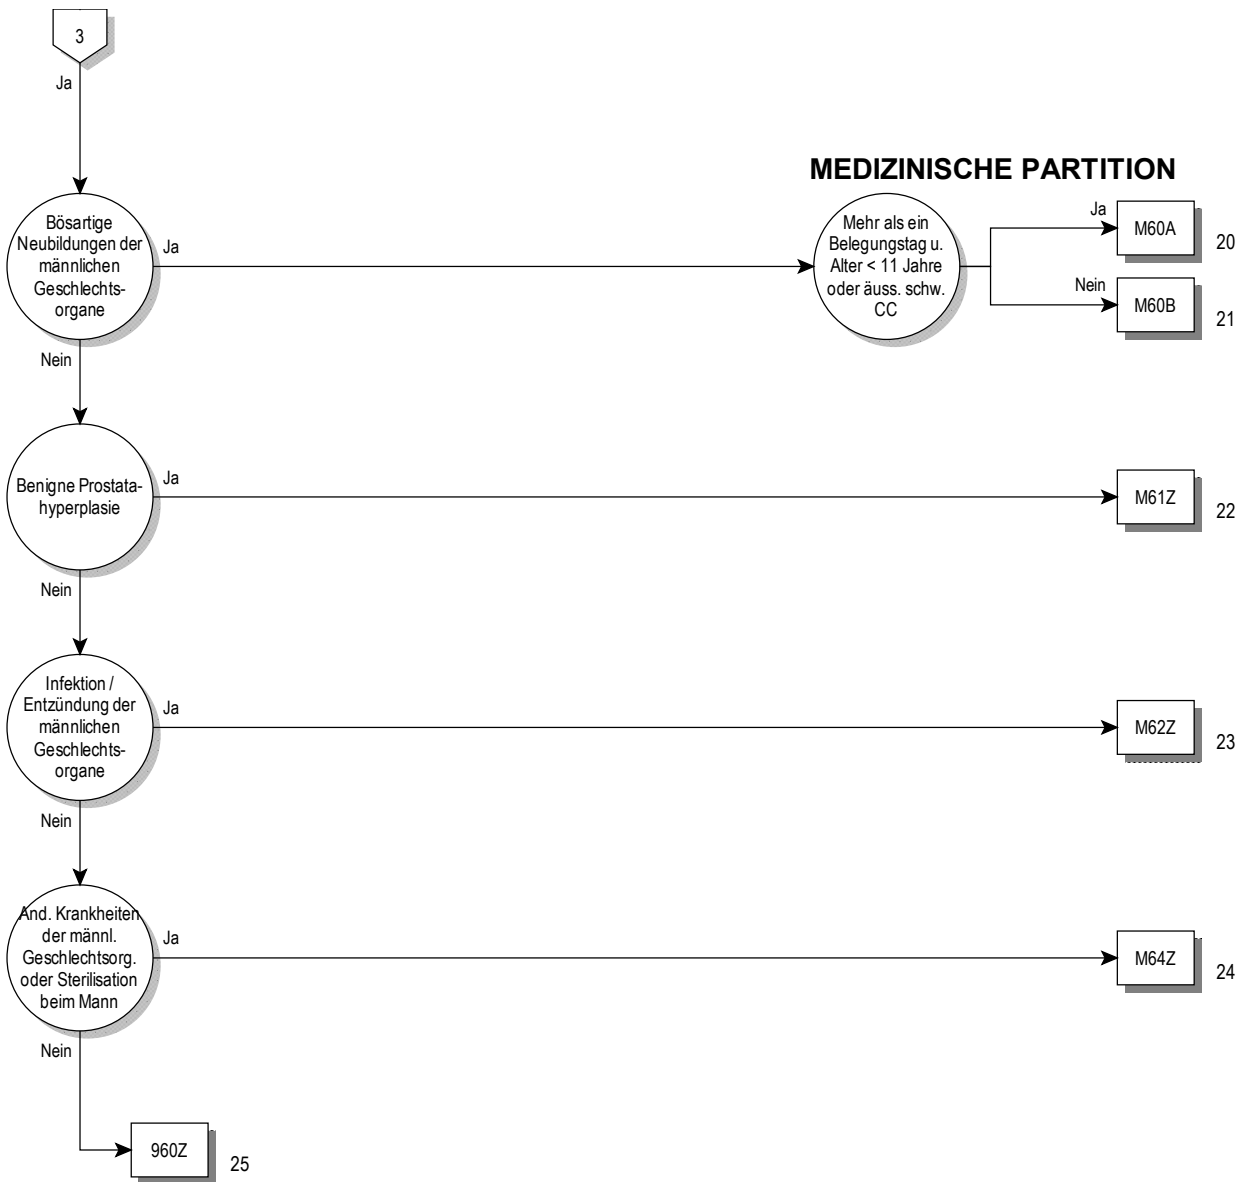 3
Ja
MEDIZINISCHE PARTITION
Bösartige
Neubildungen der
männlichen
Geschlechts-
organe
Ja
Mehr als ein
Belegungstag u.
Alter < 11 Jahre
oder äuss. schw.
CC
Ja
M60A
20
Nein
M60B
21
Nein
Benigne Prostata-
hyperplasie
Ja
M61Z
22
Nein
Infektion /
Entzündung der
männlichen
Geschlechts-
organe
Ja
M62Z
23
Nein
And. Krankheiten
der männl.
Geschlechtsorg.
oder Sterilisation
beim Mann
Ja
M64Z
24
Nein
960Z
25